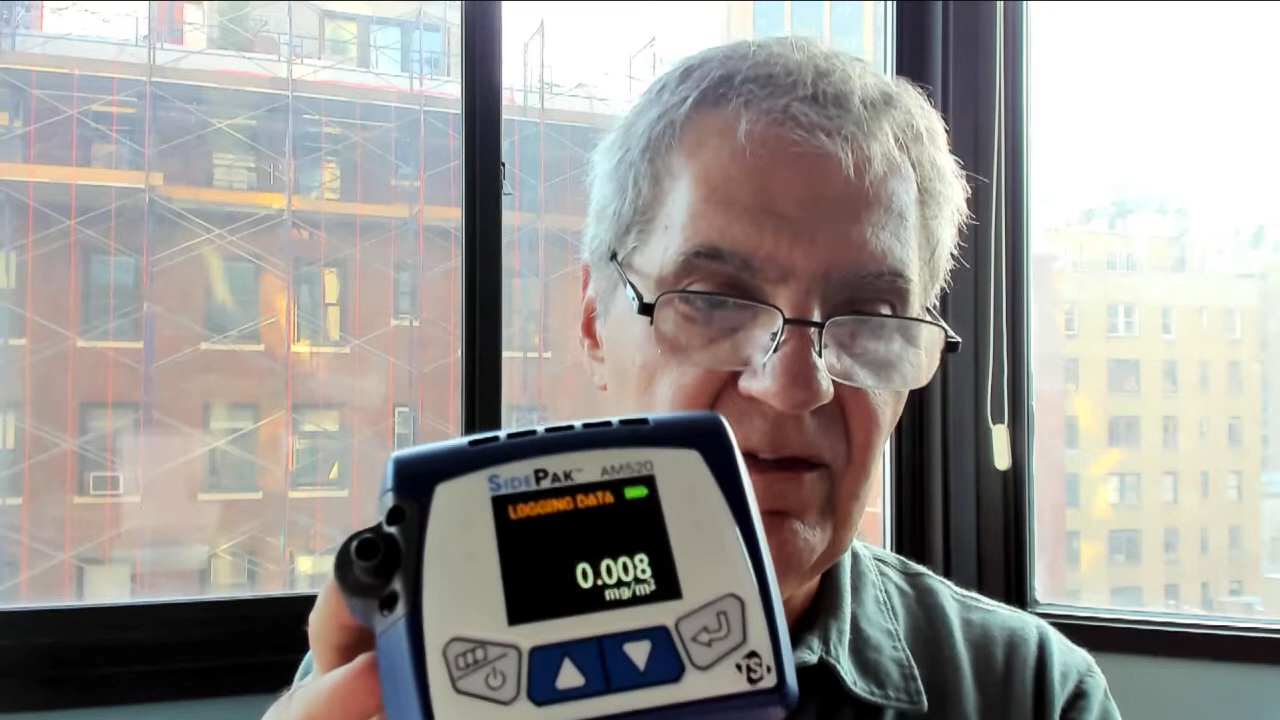 SIDEPAK™ AM520
LOGGING DATA
0.008
mg/m³
TSI